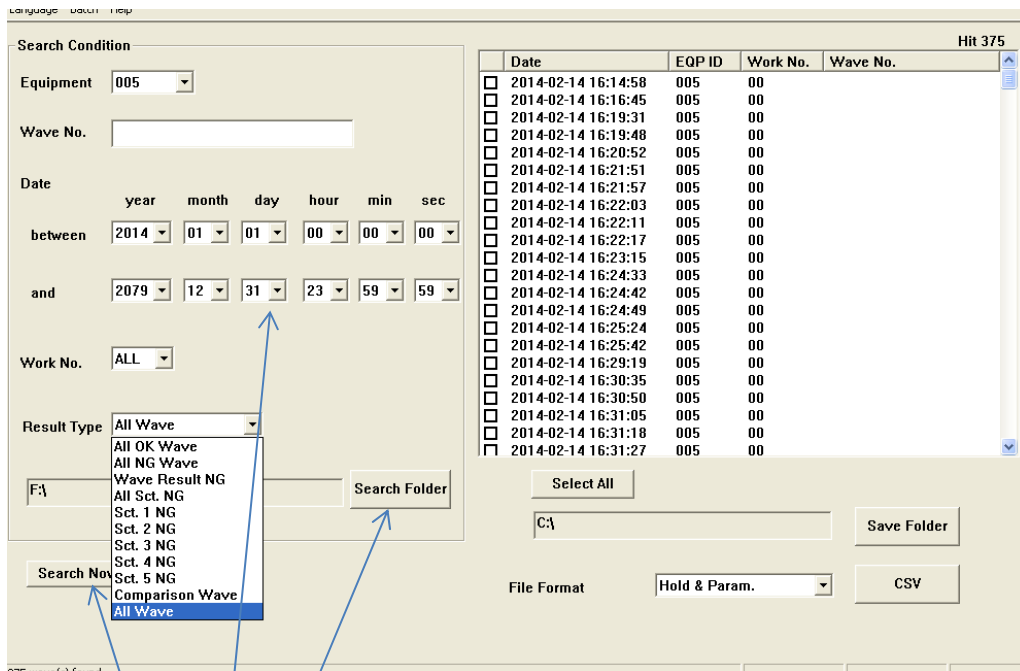 Language Batch Help
Search Condition
Equipment 005
Wave No.
Date
year month day hour min sec
between 2014 01 01 00 00 00
and 2079 12 31 23 59 59
Work No. ALL
Result Type All Wave
All OK Wave
All NG Wave
Wave Result NG
All Sct. NG
Sct. 1 NG
Sct. 2 NG
Sct. 3 NG
Sct. 4 NG
Sct. 5 NG
Comparison Wave
All Wave
F:\ Search Folder
Search Now
Hit 375
Date EQP ID Work No. Wave No.
2014-02-14 16:14:58 005 00
2014-02-14 16:16:45 005 00
2014-02-14 16:19:31 005 00
2014-02-14 16:19:48 005 00
2014-02-14 16:20:52 005 00
2014-02-14 16:21:51 005 00
2014-02-14 16:21:57 005 00
2014-02-14 16:22:03 005 00
2014-02-14 16:22:11 005 00
2014-02-14 16:22:17 005 00
2014-02-14 16:23:15 005 00
2014-02-14 16:24:33 005 00
2014-02-14 16:24:42 005 00
2014-02-14 16:24:49 005 00
2014-02-14 16:25:24 005 00
2014-02-14 16:25:42 005 00
2014-02-14 16:29:19 005 00
2014-02-14 16:30:35 005 00
2014-02-14 16:30:50 005 00
2014-02-14 16:31:05 005 00
2014-02-14 16:31:18 005 00
2014-02-14 16:31:27 005 00
Select All
C:\ Save Folder
File Format Hold & Param. CSV